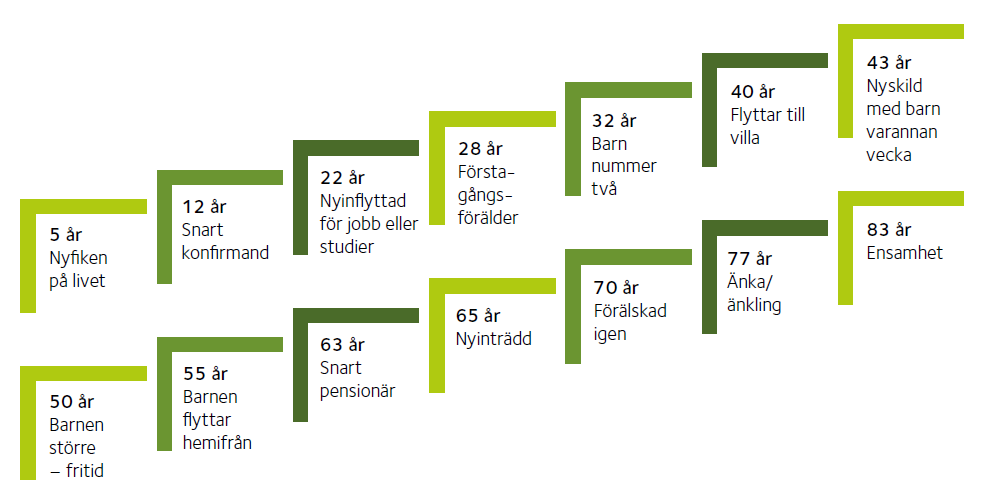 5 år
Nyfiken
på livet
12 år
Snart
konfirmand
22 år
Nyinflyttad
för jobb eller
studier
28 år
Första-
gångs-
förälder
32 år
Barn
nummer
två
40 år
Flyttar till
villa
43 år
Nyskild
med barn
varannan
vecka
50 år
Barnen
större
– fritid
55 år
Barnen
flyttar
hemifrån
63 år
Snart
pensionär
65 år
Nyinträdd
70 år
Förälskad
igen
77 år
Änka/
änkling
83 år
Ensamhet